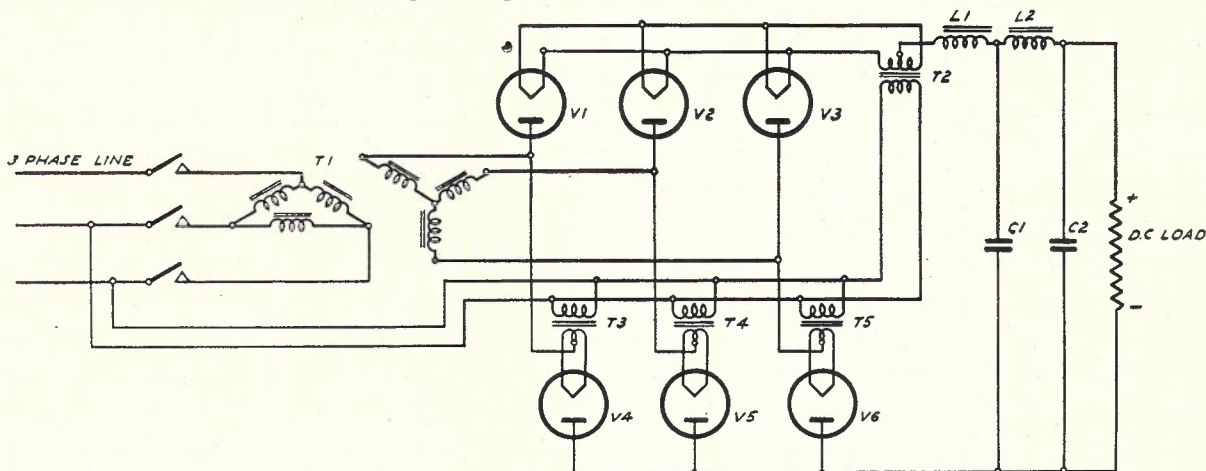 L1 L2
T2
V1 V2 V3
3 PHASE LINE T1
+
C1 C2 D.C LOAD
T3 T4 T5 -
V4 V5 V6